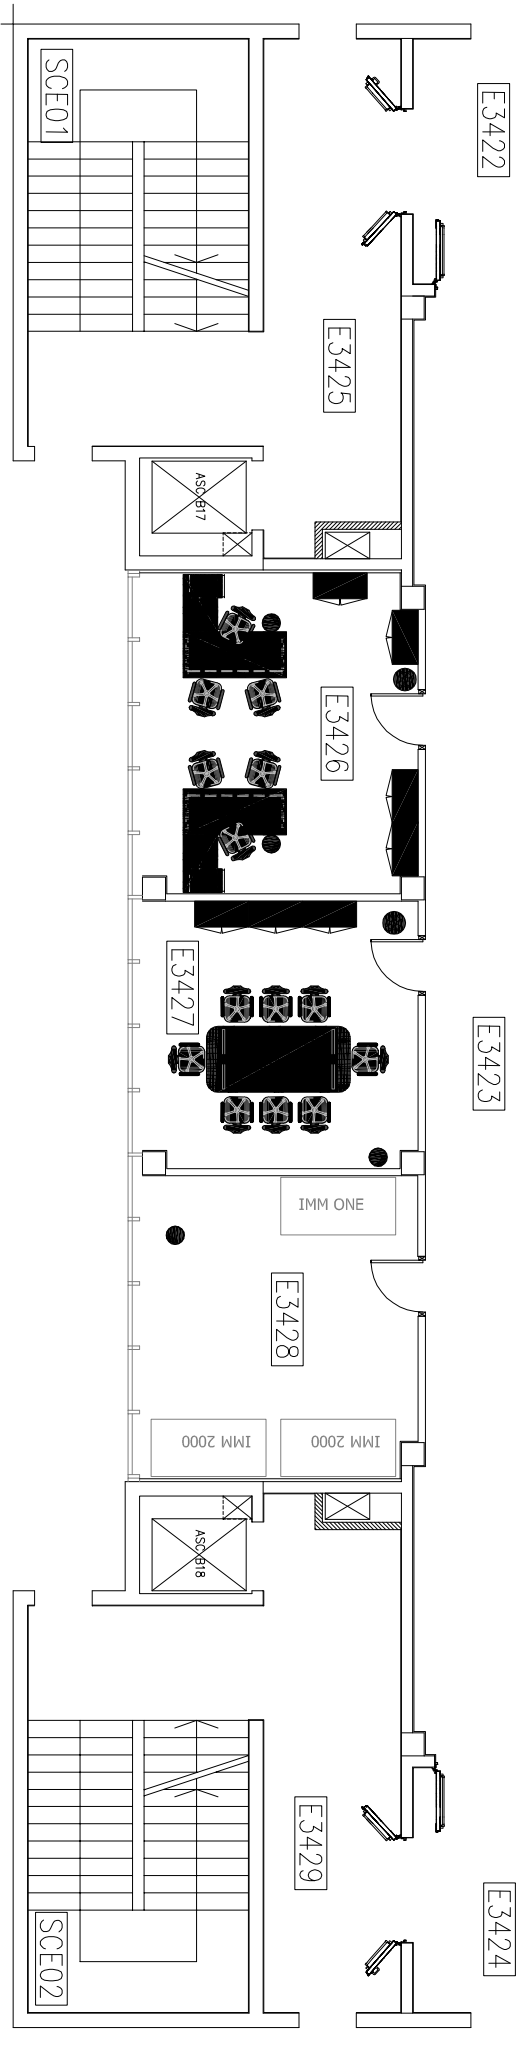 E3422
SCE01
E3425
ASC.B17
E3426
E3427
E3423
IMM ONE
E3428
IMM 2000
IMM 2000
ASC.B18
E3429
E3424
SCE02